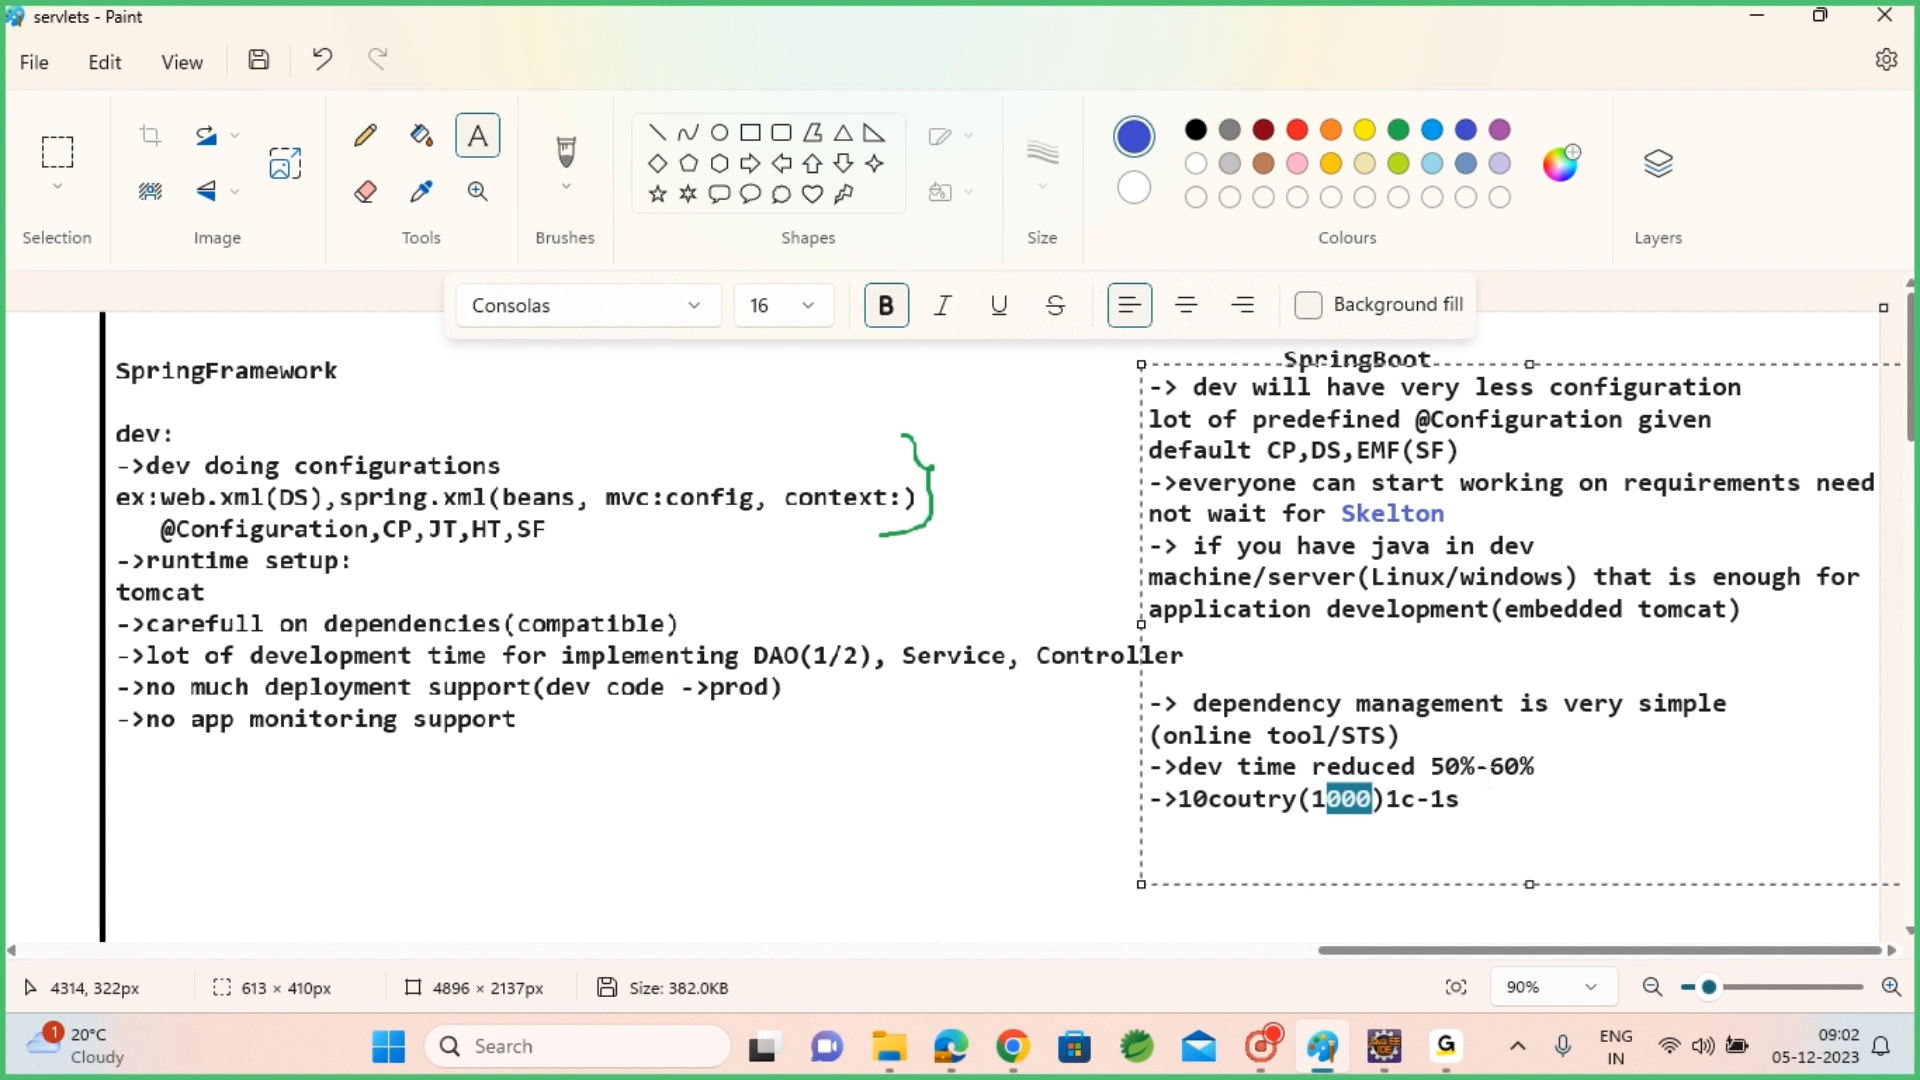 servlets - Paint
File
Edit
View
Selection
Image
Tools
Brushes
Shapes
Size
Colours
Layers
Consolas
16
B
I
U
S
Background fill
SpringFramework
dev:
->dev doing configurations
ex:web.xml(DS),spring.xml(beans, mvc:config, context:)
@Configuration,CP,JT,HT,SF
->runtime setup:
tomcat
->carefull on dependencies(compatible)
->lot of development time for implementing DAO(1/2), Service, Controller
->no much deployment support(dev code ->prod)
->no app monitoring support
SpringBoot
-> dev will have very less configuration
lot of predefined @Configuration given
default CP,DS,EMF(SF)
->everyone can start working on requirements need
not wait for Skelton
-> if you have java in dev
machine/server(Linux/windows) that is enough for
application development(embedded tomcat)
-> dependency management is very simple
(online tool/STS)
->dev time reduced 50%-60%
->10coutry(1000)1c-1s
4314, 322px
613 × 410px
4896 × 2137px
Size: 382.0KB
90%
1
20°C
Cloudy
Search
ENG
IN
09:02
05-12-2023